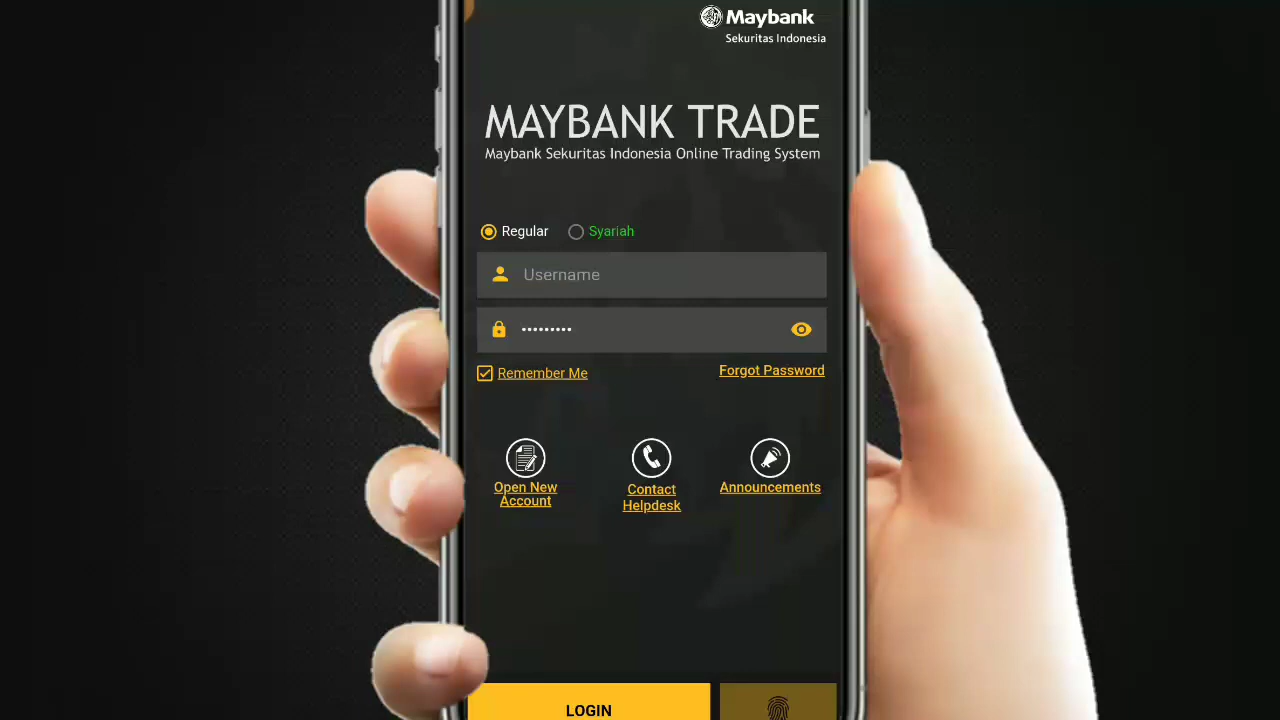 Maybank
Sekuritas Indonesia
MAYBANK TRADE
Maybank Sekuritas Indonesia Online Trading System
Regular Syariah
Username
•••••••••
Remember Me Forgot Password
Open New Account
Contact Helpdesk
Announcements
LOGIN